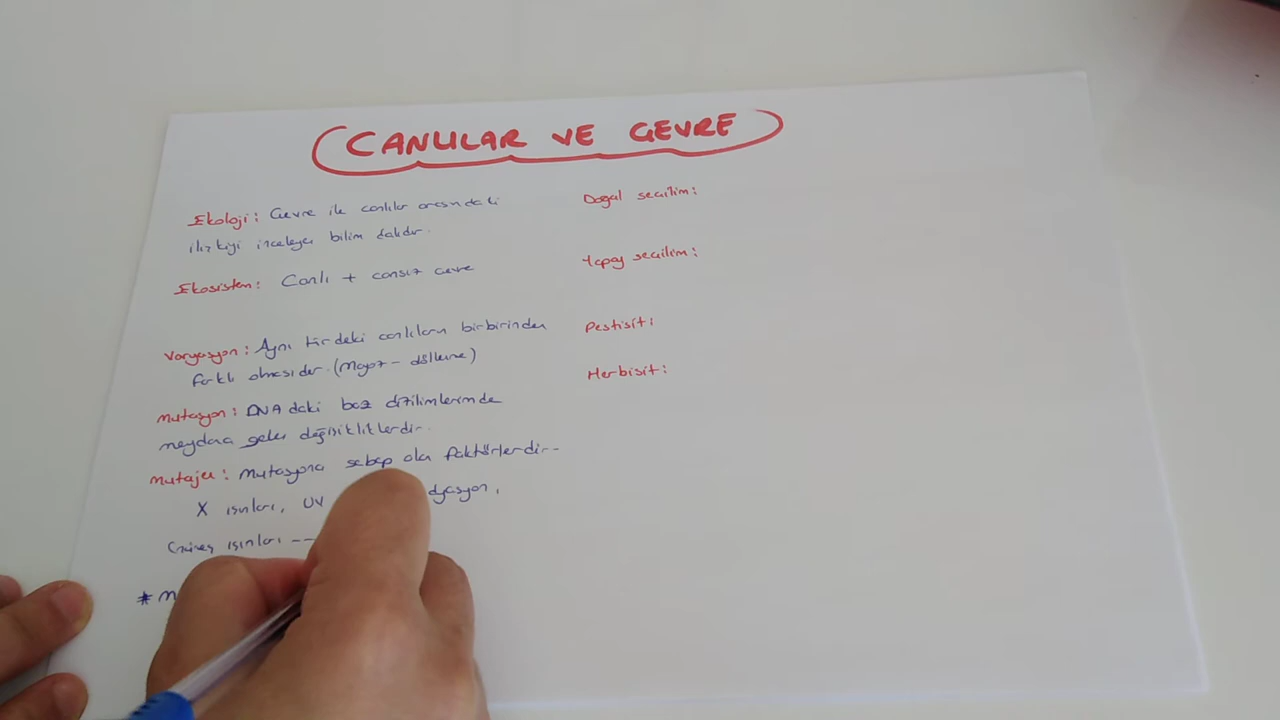 CANLILAR VE ÇEVRE
Ekoloji: Çevre ile canlılar arasındaki
ilişkiyi inceleyen bilim dalıdır.
Ekosistem: Canlı + cansız çevre
Varyasyon: Aynı türdeki canlıların birbirinden
farklı olmasıdır. (Mayoz - döllenme)
Mutasyon: DNA daki baz dizilimlerinde
meydana gelen değişikliklerdir.
Mutajen: Mutasyona sebep olan faktörlerdir -
X ışınları, UV
Güneş ışınları ---
* M
Doğal seçilim:
Yapay seçilim:
Pestisit:
Herbisit: